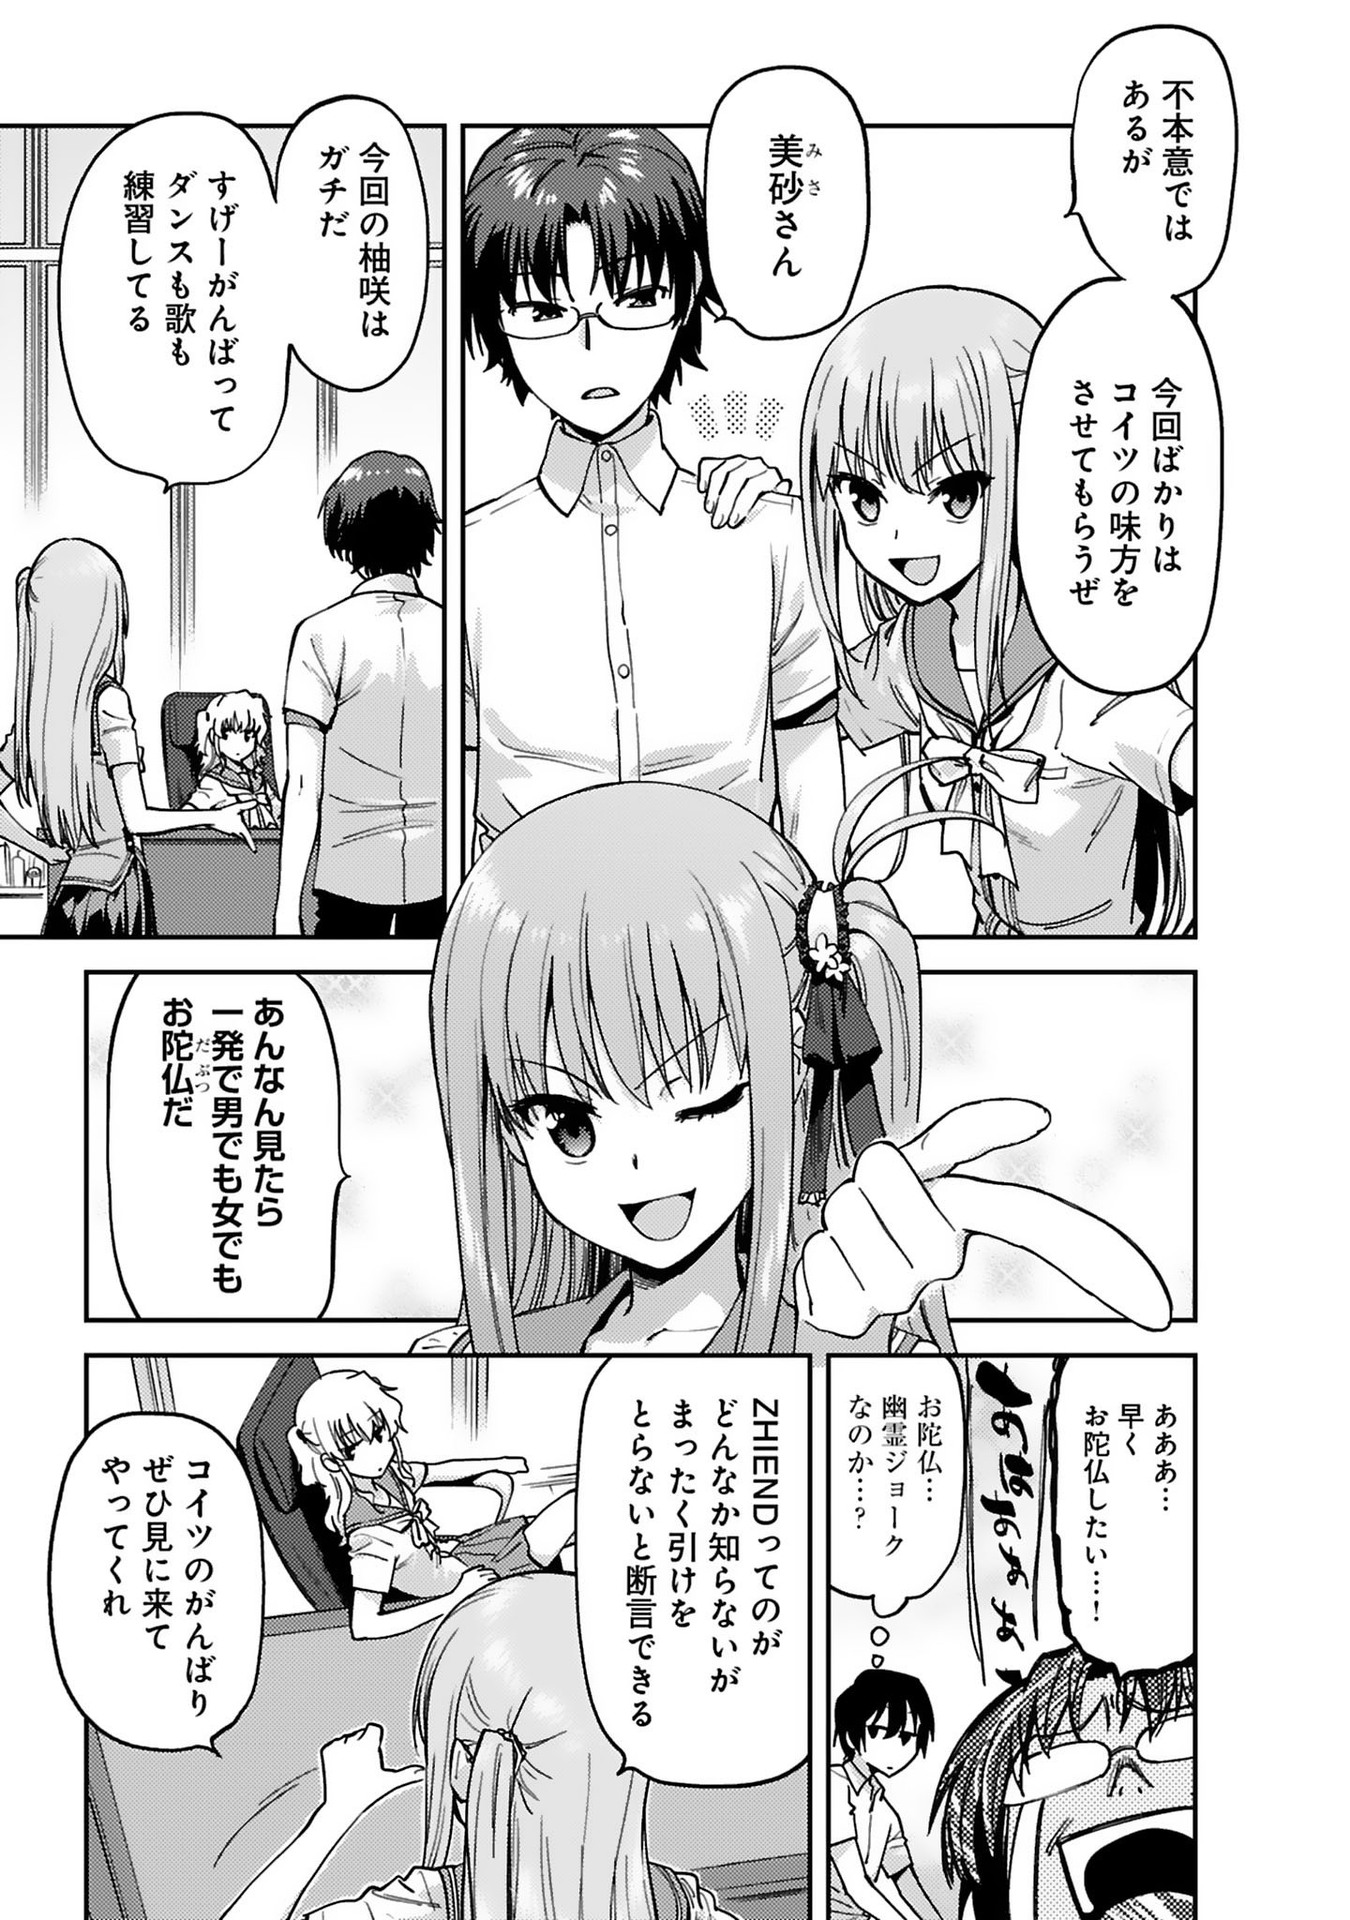 不本意では
あるが
今回ばかりは
コイツの味方を
させてもらうぜ
美砂さん
みさ
今回の柚咲は
ガチだ
すげーがんばって
ダンスも歌も
練習してる
あんなん見たら
一発で男でも女でも
お陀仏だ
だぶつ
あああ…
早く
お陀仏したい…！
お陀仏…
幽霊ジョーク
なのか…？
ZHIENDってのが
どんなか知らないが
まったく引けを
とらないと断言できる
コイツのがんばり
ぜひ見に来て
やってくれ